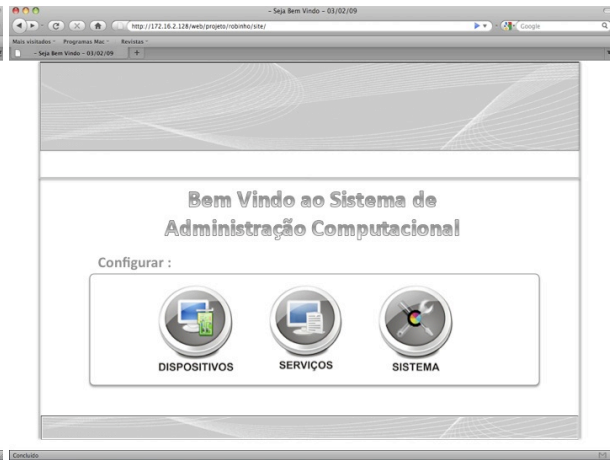 – Seja Bem Vindo – 03/02/09
http://172.16.2.128/web/projeto/robinho/site/
Google
Mais visitados
Programas Mac
Revistas
– Seja Bem Vindo – 03/02/09
Bem Vindo ao Sistema de
Administração Computacional
Configurar :
DISPOSITIVOS
SERVIÇOS
SISTEMA
Concluído